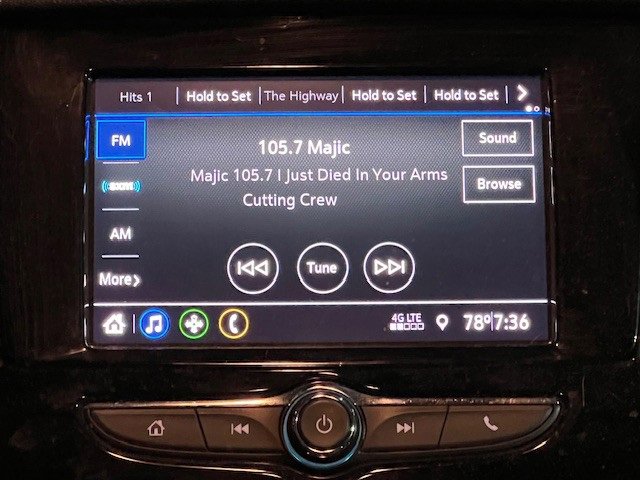 Hits 1 Hold to Set The Highway Hold to Set Hold to Set
FM
105.7 Majic
Sound
Majic 105.7 I Just Died In Your Arms
Browse
sxm
Cutting Crew
AM
Tune
More
4G LTE
78° 7:36